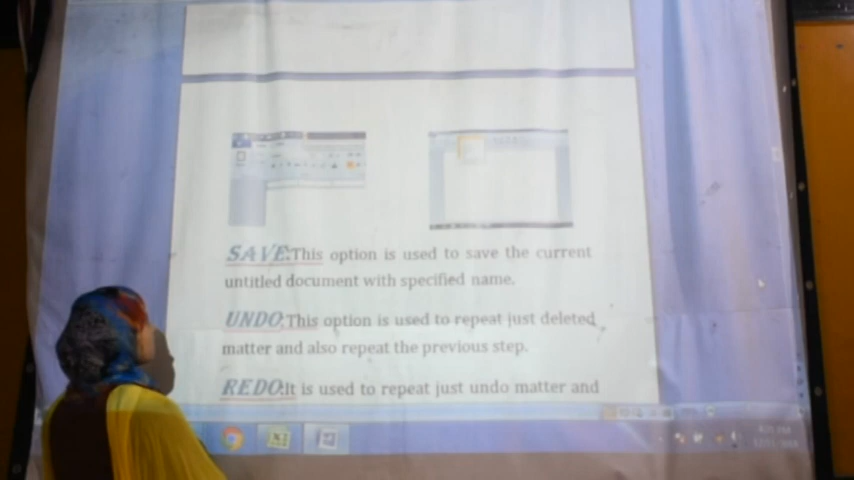 SAVE:This option is used to save the current
untitled document with specified name.
UNDO:This option is used to repeat just deleted
matter and also repeat the previous step.
REDO:It is used to repeat just undo matter and